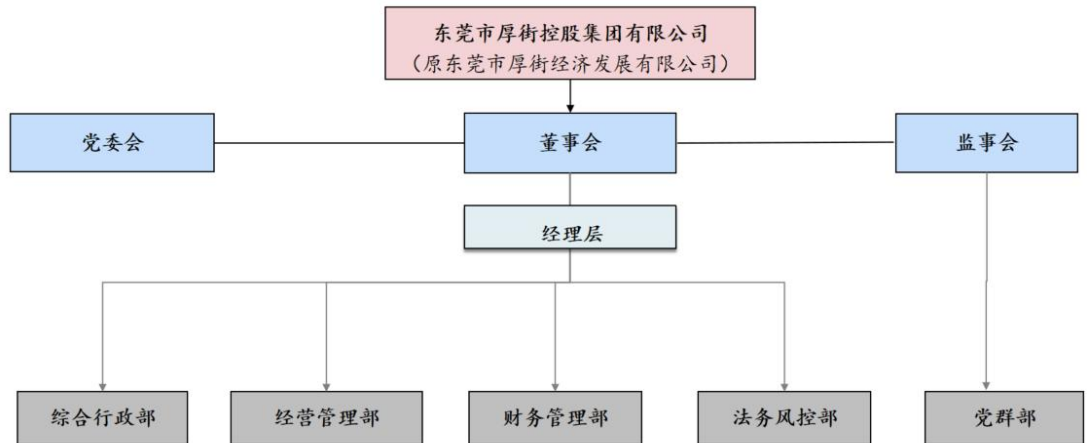 东莞市厚街控股集团有限公司
（原东莞市厚街经济发展有限公司）
党委会
董事会
监事会
经理层
综合行政部
经营管理部
财务管理部
法务风控部
党群部